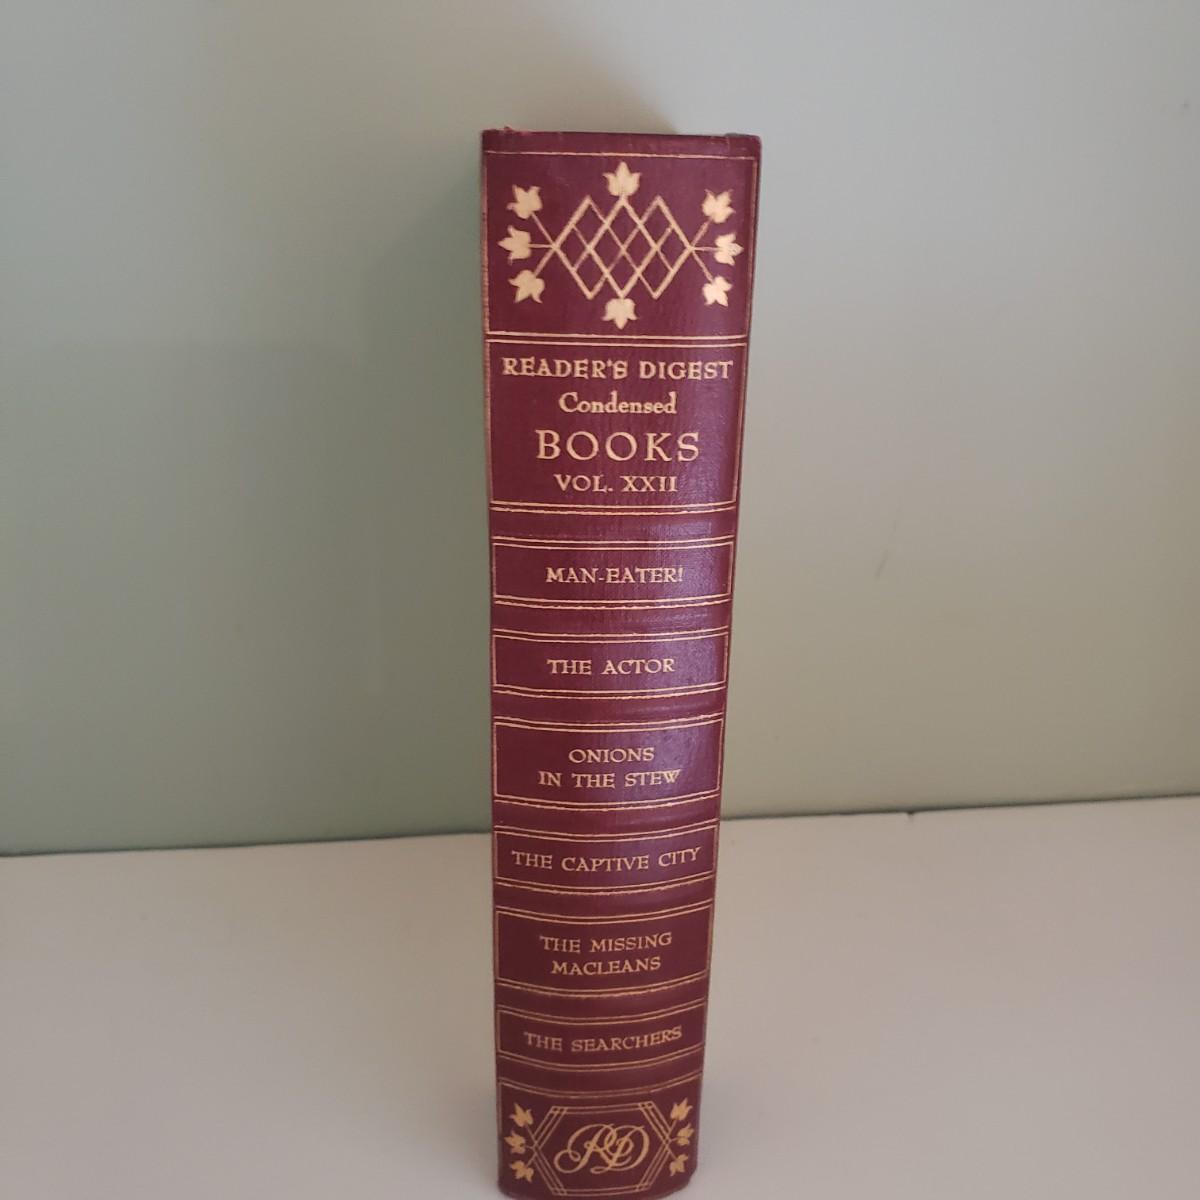 READER'S DIGEST
Condensed
BOOKS
VOL. XXII
MAN-EATER!
THE ACTOR
ONIONS
IN THE STEW
THE CAPTIVE CITY
THE MISSING
MACLEANS
THE SEARCHERS
RD